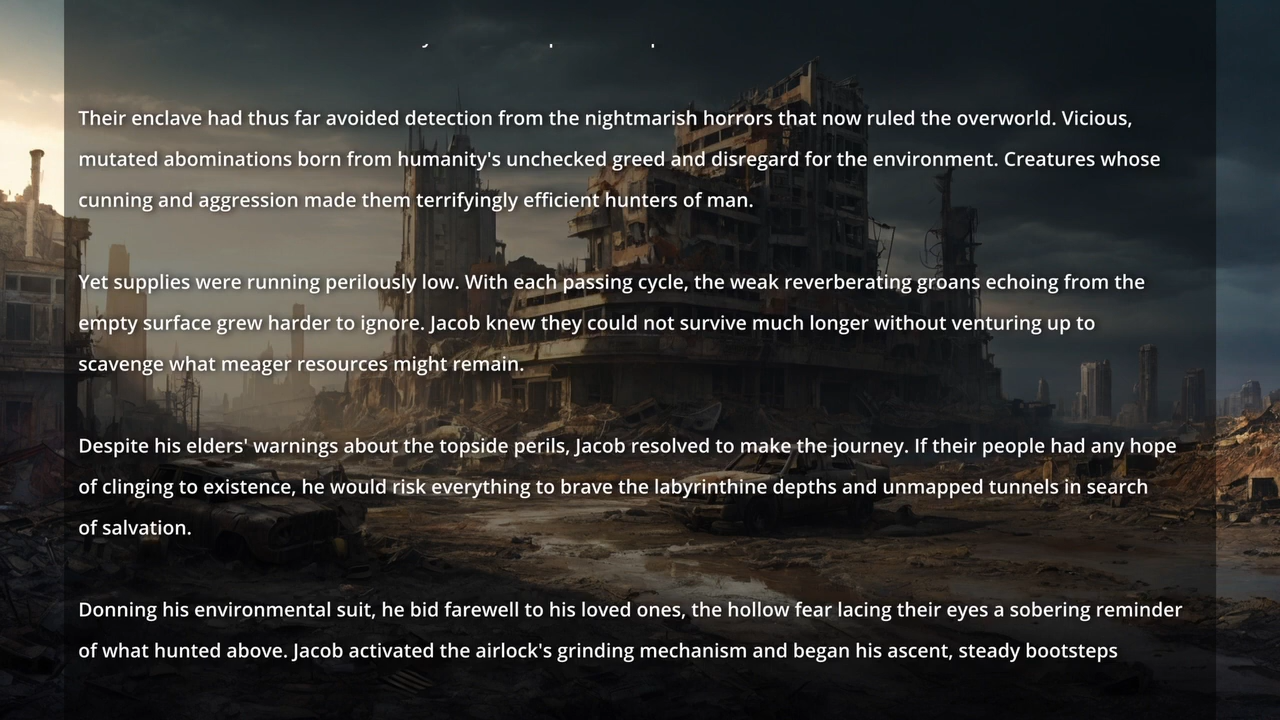 Their enclave had thus far avoided detection from the nightmarish horrors that now ruled the overworld. Vicious,
mutated abominations born from humanity's unchecked greed and disregard for the environment. Creatures whose
cunning and aggression made them terrifyingly efficient hunters of man.
Yet supplies were running perilously low. With each passing cycle, the weak reverberating groans echoing from the
empty surface grew harder to ignore. Jacob knew they could not survive much longer without venturing up to
scavenge what meager resources might remain.
Despite his elders' warnings about the topside perils, Jacob resolved to make the journey. If their people had any hope
of clinging to existence, he would risk everything to brave the labyrinthine depths and unmapped tunnels in search
of salvation.
Donning his environmental suit, he bid farewell to his loved ones, the hollow fear lacing their eyes a sobering reminder
of what hunted above. Jacob activated the airlock's grinding mechanism and began his ascent, steady bootsteps